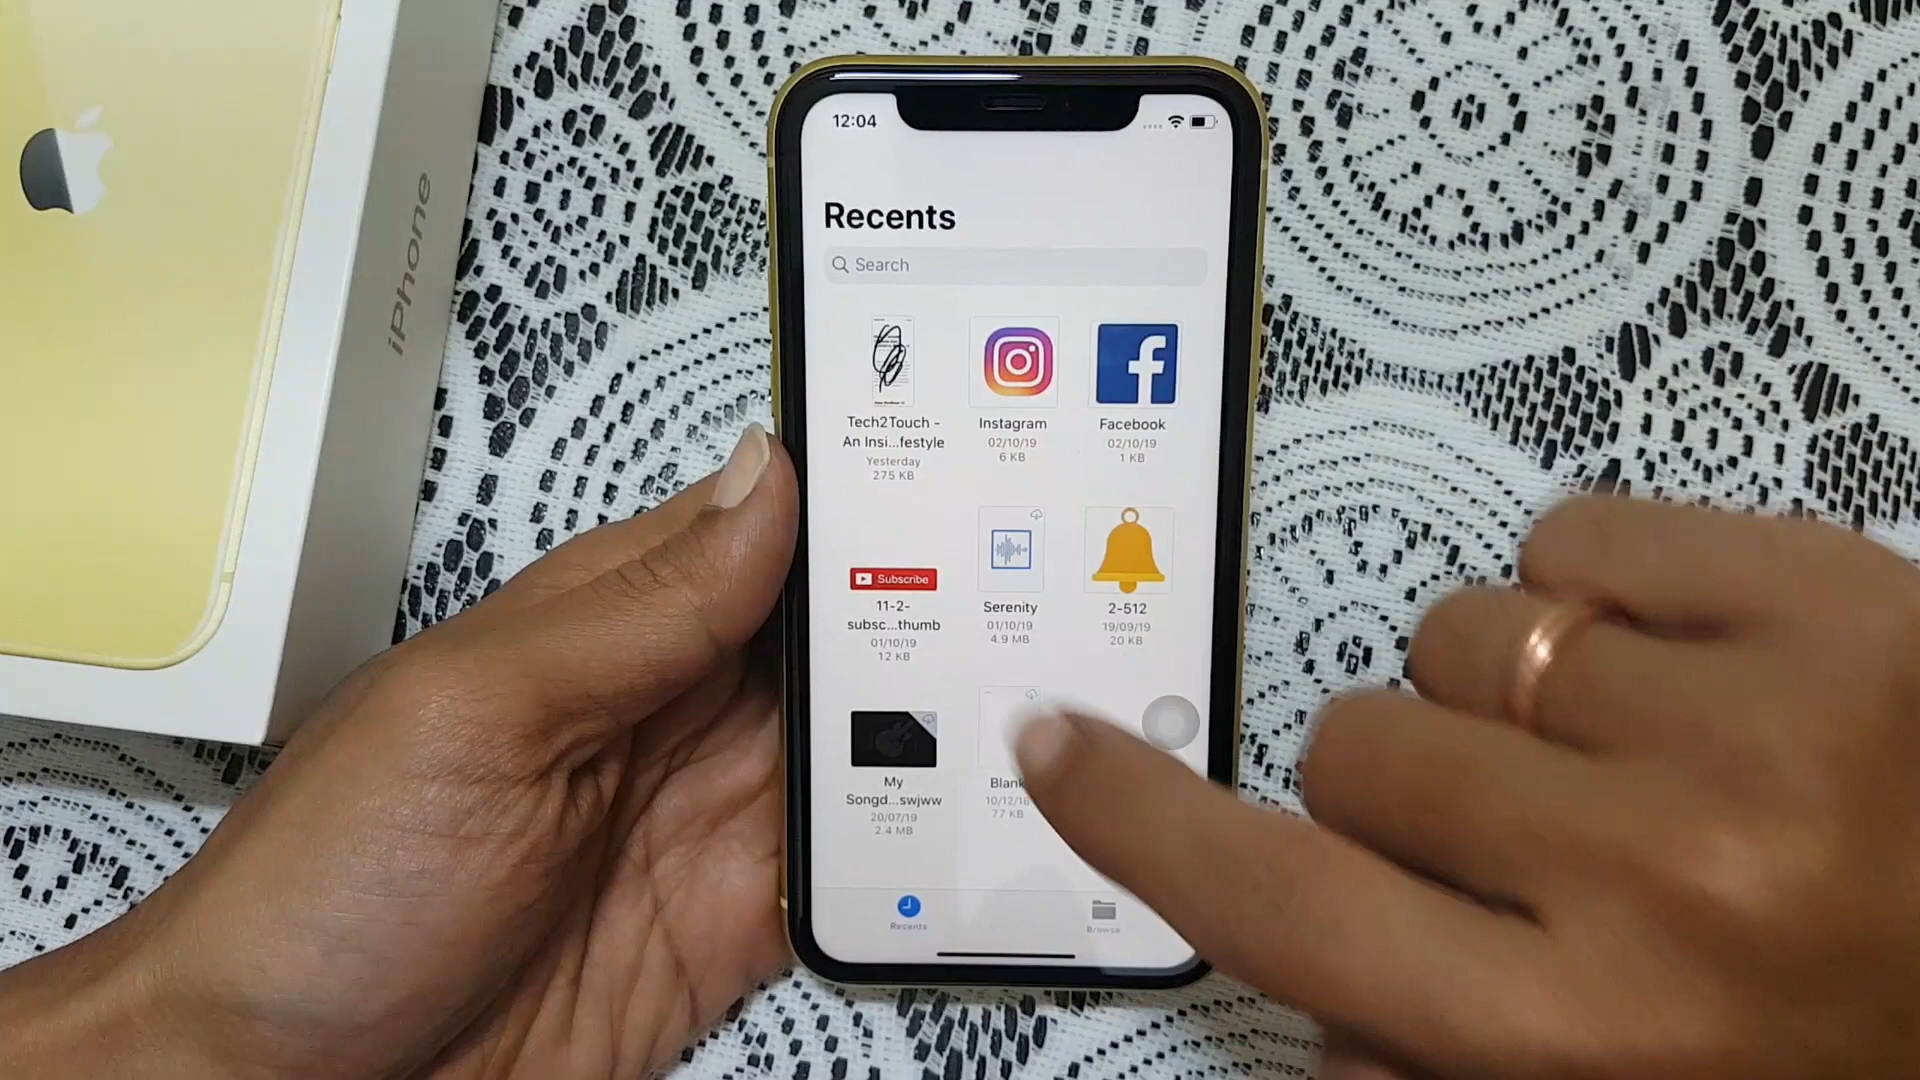 iPhone
12:04
Recents
Search
Tech2Touch -
An Insi...festyle
Yesterday
275 KB
Instagram
02/10/19
6 KB
Facebook
02/10/19
1 KB
Subscribe
11-2-
subsc...thumb
01/10/19
12 KB
Serenity
01/10/19
4.9 MB
2-512
19/09/19
20 KB
My
Songd...swjww
20/07/19
2.4 MB
Blank
77 KB
Recents
Browse